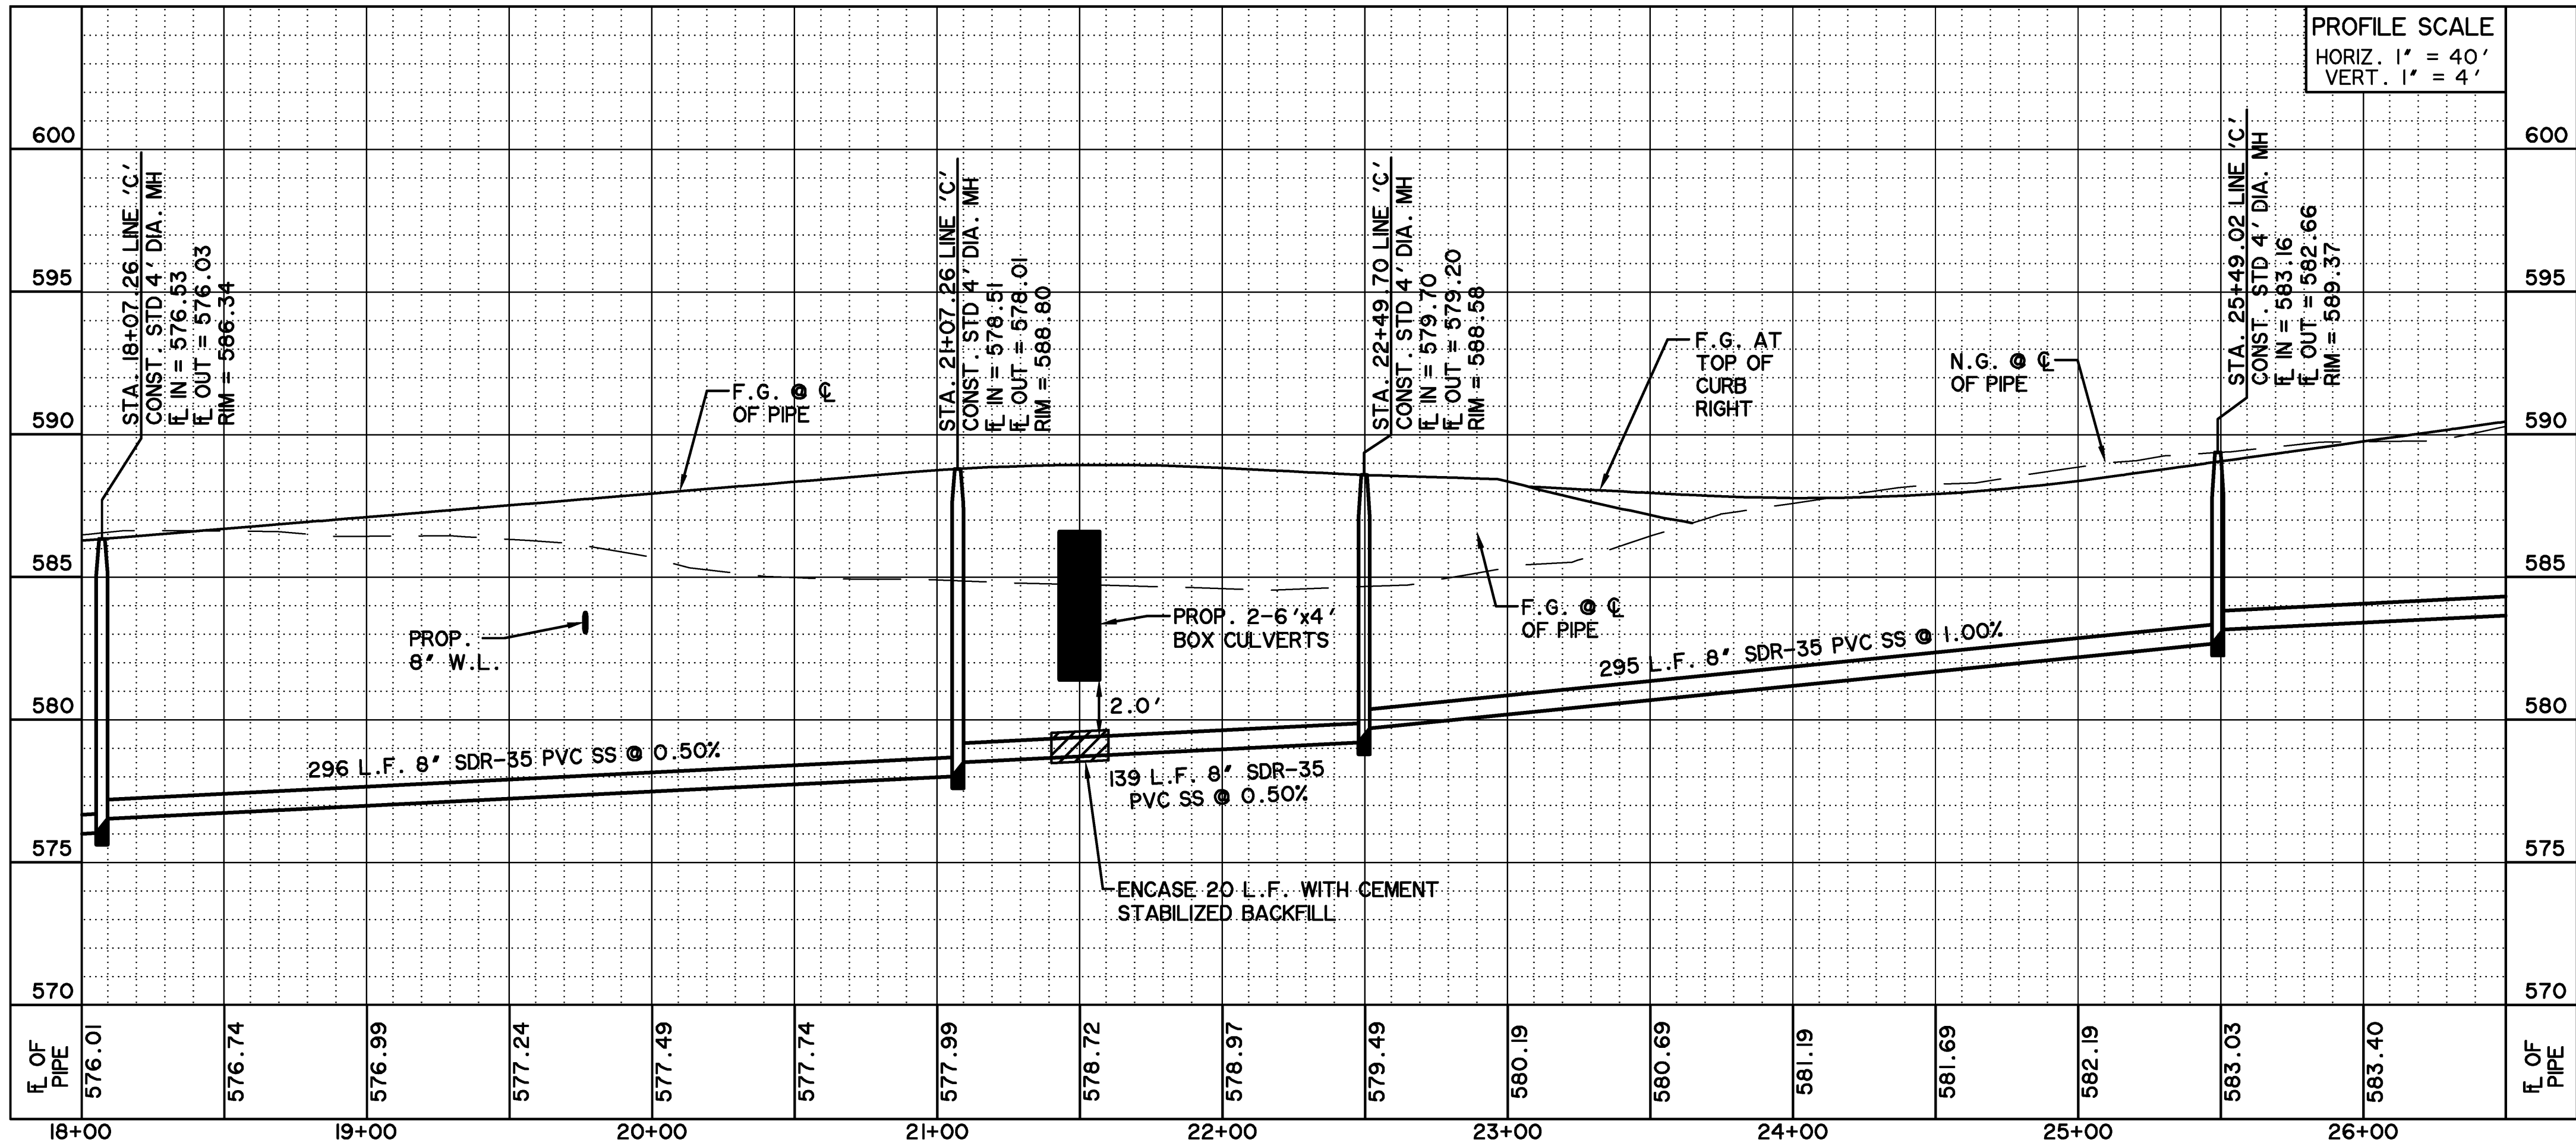 PROFILE SCALE
HORIZ. 1" = 40'
VERT. 1" = 4'
600
595
590
585
580
575
570
600
595
590
585
580
575
570
STA. 18+07.26 LINE 'C'
CONST. STD 4' DIA. MH
FL IN = 576.53
FL OUT = 576.03
RIM = 586.34
STA. 21+07.26 LINE 'C'
CONST. STD 4' DIA. MH
FL IN = 578.51
FL OUT = 578.01
RIM = 588.80
STA. 22+49.70 LINE 'C'
CONST. STD 4' DIA. MH
FL IN = 579.70
FL OUT = 579.20
RIM = 588.58
STA. 25+49.02 LINE 'C'
CONST. STD 4' DIA. MH
FL IN = 583.16
FL OUT = 582.66
RIM = 589.37
F.G. @ CL
OF PIPE
F.G. AT
TOP OF
CURB
RIGHT
N.G. @ CL
OF PIPE
F.G. @ CL
OF PIPE
PROP.
8" W.L.
PROP. 2-6'x4'
BOX CULVERTS
2.0'
296 L.F. 8" SDR-35 PVC SS @ 0.50%
139 L.F. 8" SDR-35
PVC SS @ 0.50%
295 L.F. 8" SDR-35 PVC SS @ 1.00%
ENCASE 20 L.F. WITH CEMENT
STABILIZED BACKFILL
FL OF
PIPE
576.01
576.74
576.99
577.24
577.49
577.74
577.99
578.72
578.97
579.49
580.19
580.69
581.19
581.69
582.19
583.03
583.40
FL OF
PIPE
18+00
19+00
20+00
21+00
22+00
23+00
24+00
25+00
26+00